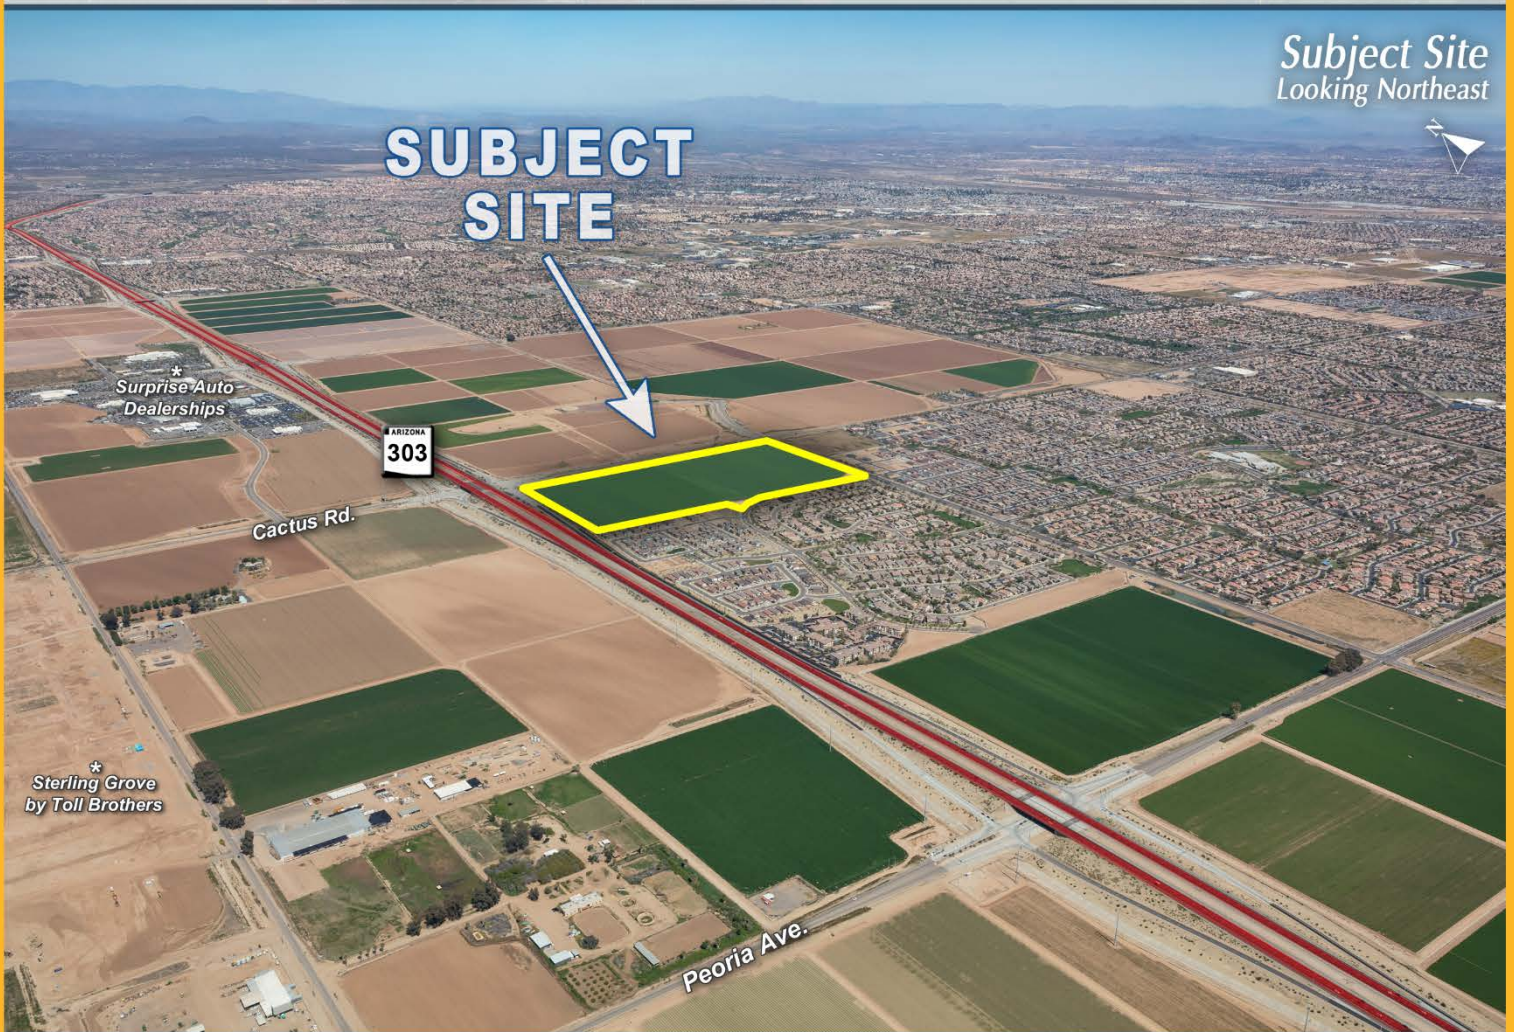 Subject Site
Looking Northeast
N
SUBJECT
SITE
*
Surprise Auto
Dealerships
ARIZONA
303
Cactus Rd.
*
Sterling Grove
by Toll Brothers
Peoria Ave.